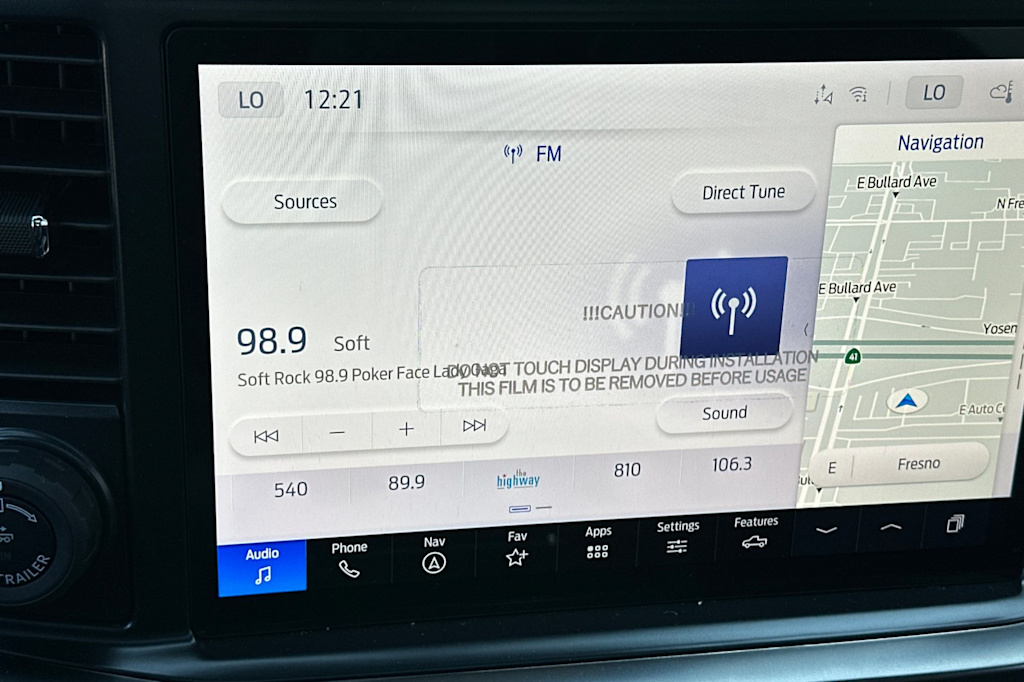 LO 12:21 LO
FM
Navigation
Sources
Direct Tune
E Bullard Ave
N Fre
E Bullard Ave
!!!CAUTION!!!
98.9 Soft
Yosen
41
Soft Rock 98.9 Poker Face Lady Gaga
DO NOT TOUCH DISPLAY DURING INSTALLATION
THIS FILM IS TO BE REMOVED BEFORE USAGE
Sound
E Auto Ce
E Fresno
540 89.9 the highway 810 106.3
Audio Phone Nav Fav Apps Settings Features
TRAILER